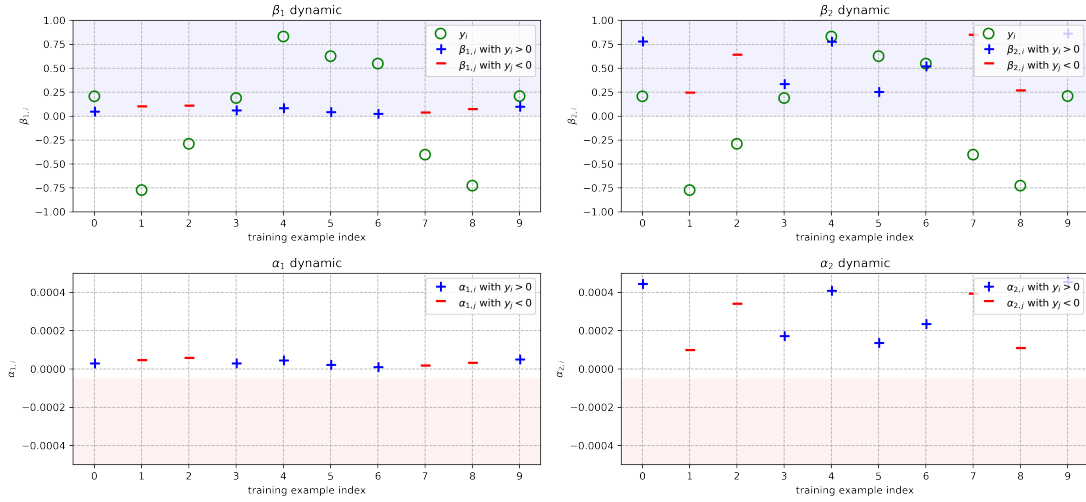 β₁ dynamic
1.00
0.75
0.50
0.25
0.00
−0.25
−0.50
−0.75
−1.00
β₁,ᵢ
yᵢ
β₁,ᵢ with yᵢ > 0
β₁,ⱼ with yⱼ < 0
0 1 2 3 4 5 6 7 8 9
training example index
β₂ dynamic
1.00
0.75
0.50
0.25
0.00
−0.25
−0.50
−0.75
−1.00
β₂,ᵢ
yᵢ
β₂,ᵢ with yᵢ > 0
β₂,ⱼ with yⱼ < 0
0 1 2 3 4 5 6 7 8 9
training example index
α₁ dynamic
0.0004
0.0002
0.0000
−0.0002
−0.0004
α₁,ᵢ
α₁,ᵢ with yᵢ > 0
α₁,ⱼ with yⱼ < 0
0 1 2 3 4 5 6 7 8 9
training example index
α₂ dynamic
0.0004
0.0002
0.0000
−0.0002
−0.0004
α₂,ᵢ
α₂,ᵢ with yᵢ > 0
α₂,ⱼ with yⱼ < 0
0 1 2 3 4 5 6 7 8 9
training example index